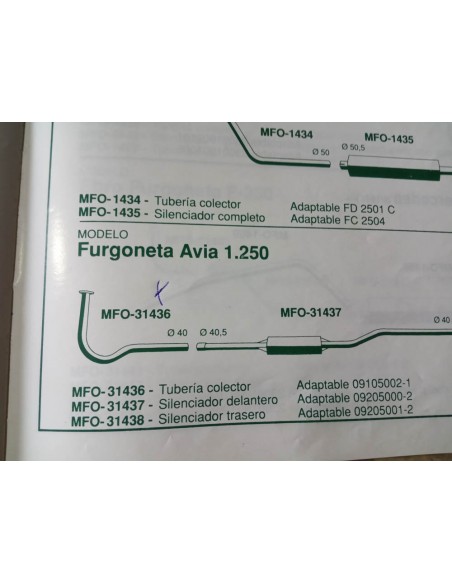 MFO-1434 MFO-1435
Ø 50 Ø 50,5
MFO-1434 - Tubería colector Adaptable FD 2501 C
MFO-1435 - Silenciador completo Adaptable FC 2504
MODELO
Furgoneta Avia 1.250
X
MFO-31436 MFO-31437
Ø 40 Ø 40,5 Ø 40
MFO-31436 - Tubería colector Adaptable 09105002-1
MFO-31437 - Silenciador delantero Adaptable 09205000-2
MFO-31438 - Silenciador trasero Adaptable 09205001-2